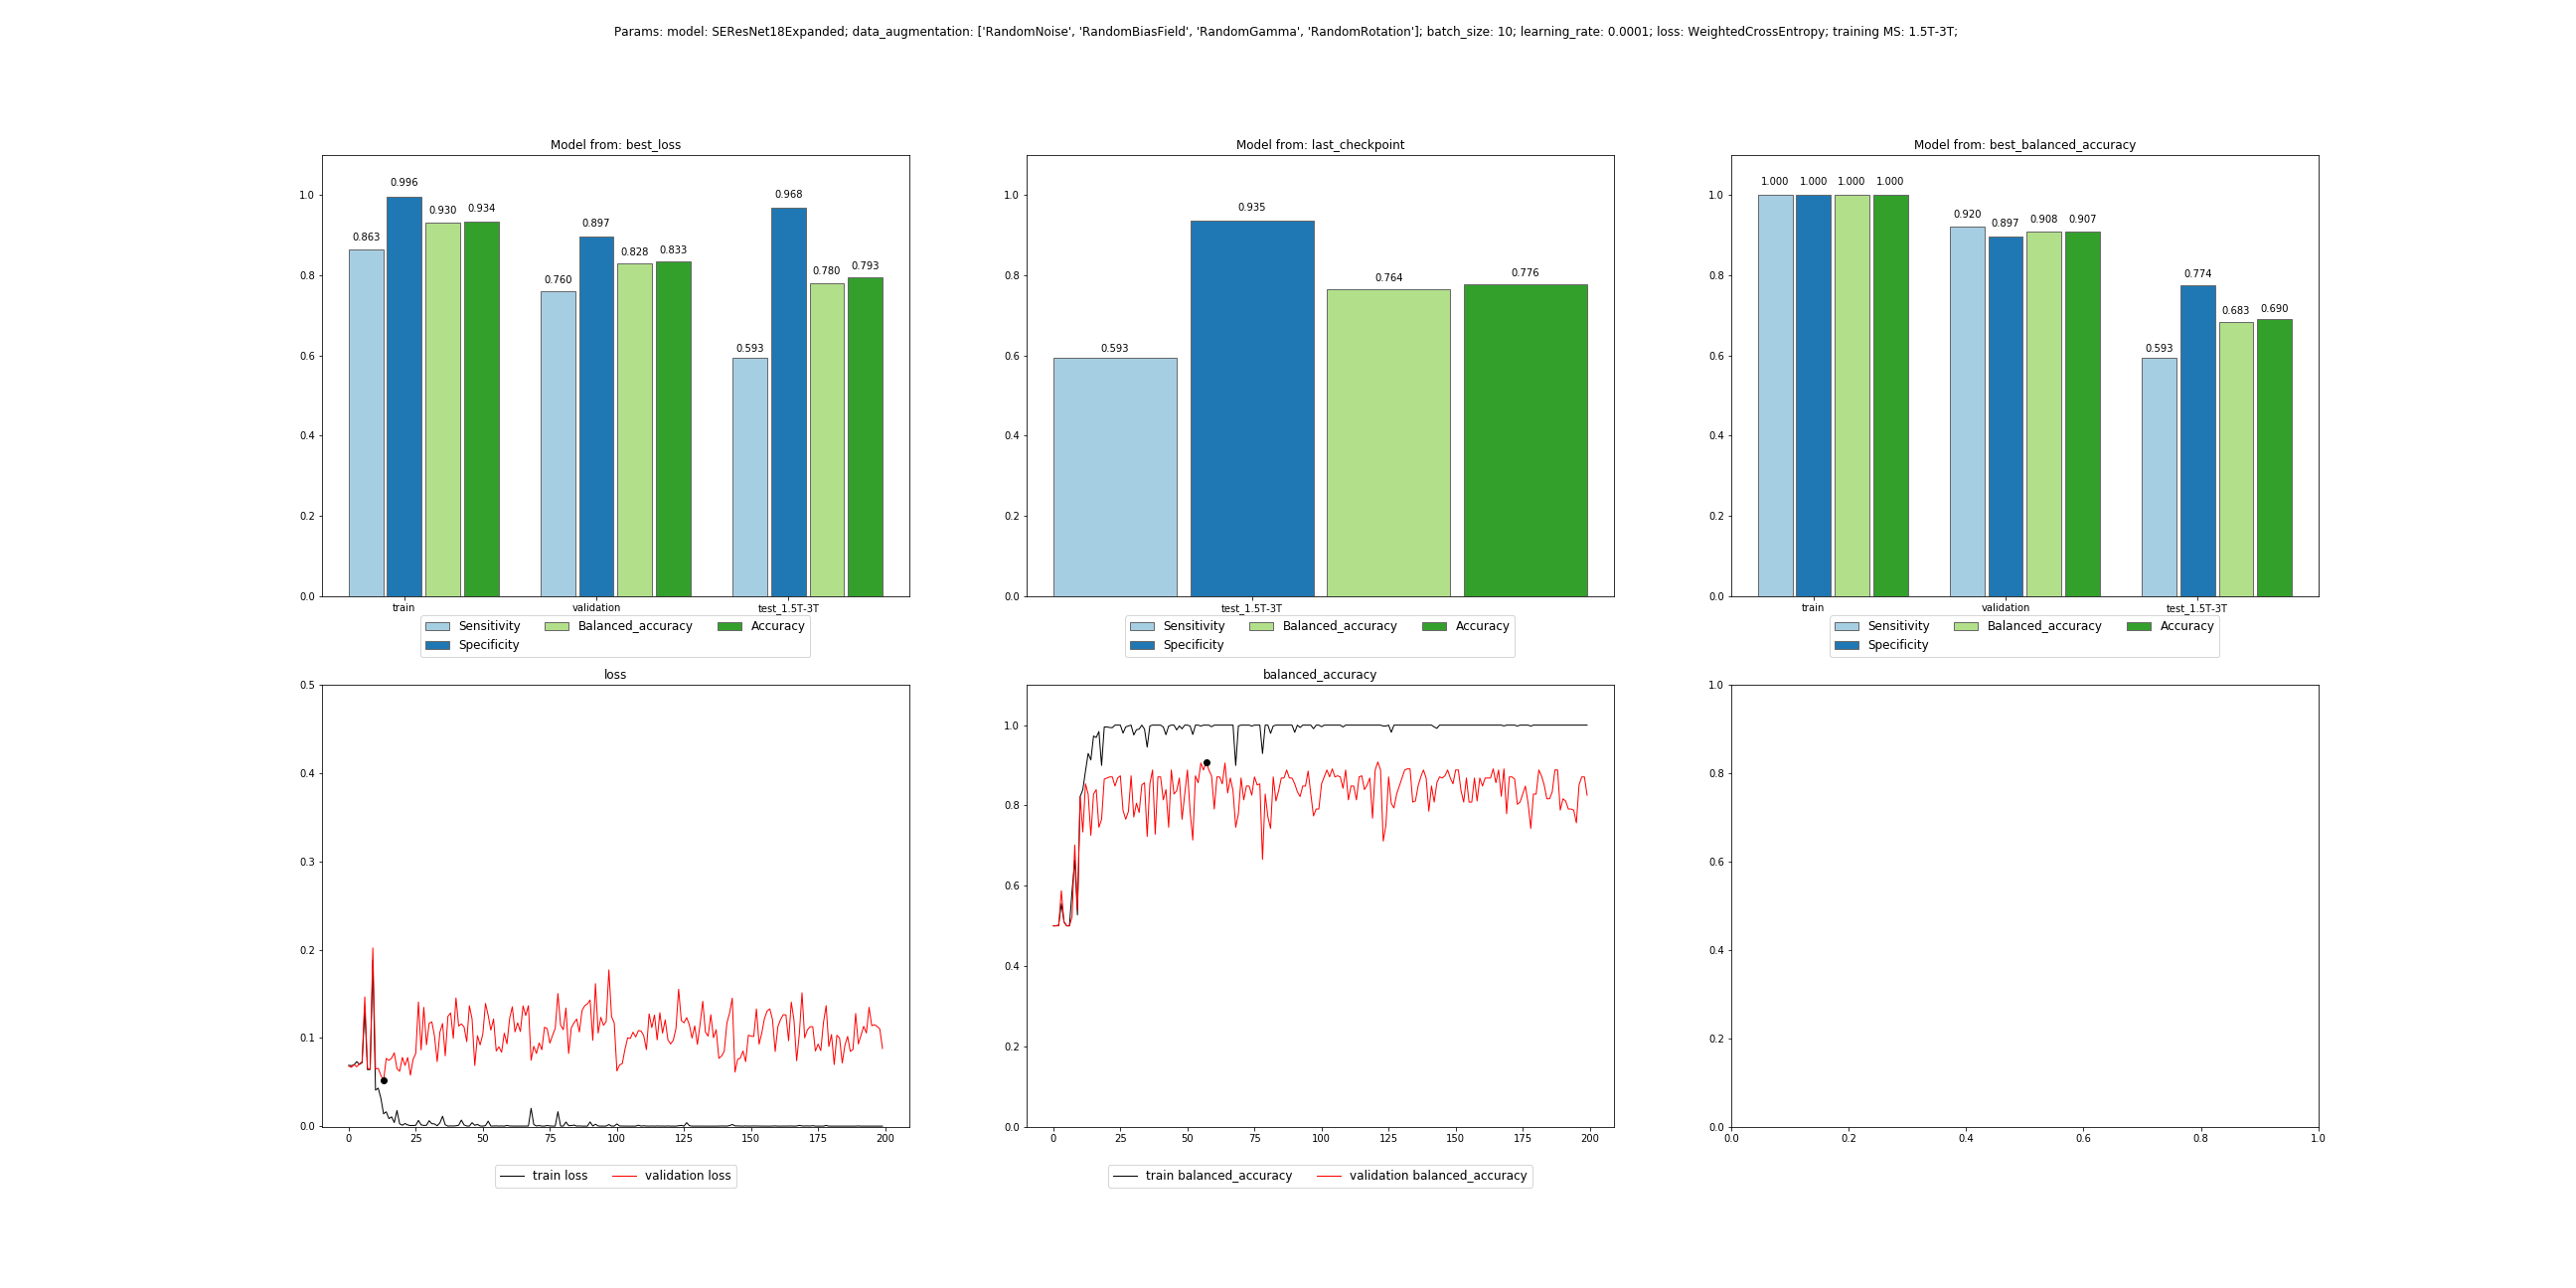 Params: model: SEResNet18Expanded; data_augmentation: ['RandomNoise', 'RandomBiasField', 'RandomGamma', 'RandomRotation']; batch_size: 10; learning_rate: 0.0001; loss: WeightedCrossEntropy; training MS: 1.5T-3T;
Model from: best_loss
1.0
0.8
0.6
0.4
0.2
0.0
0.863
0.996
0.930
0.934
0.760
0.897
0.828
0.833
0.593
0.968
0.780
0.793
train
validation
test_1.5T-3T
Sensitivity
Specificity
Balanced_accuracy
Accuracy
Model from: last_checkpoint
1.0
0.8
0.6
0.4
0.2
0.0
0.593
0.935
0.764
0.776
test_1.5T-3T
Sensitivity
Specificity
Balanced_accuracy
Accuracy
Model from: best_balanced_accuracy
1.0
0.8
0.6
0.4
0.2
0.0
1.000
1.000
1.000
1.000
0.920
0.897
0.908
0.907
0.593
0.774
0.683
0.690
train
validation
test_1.5T-3T
Sensitivity
Specificity
Balanced_accuracy
Accuracy
loss
0.5
0.4
0.3
0.2
0.1
0.0
0 25 50 75 100 125 150 175 200
train loss
validation loss
balanced_accuracy
1.0
0.8
0.6
0.4
0.2
0.0
0 25 50 75 100 125 150 175 200
train balanced_accuracy
validation balanced_accuracy
1.0
0.8
0.6
0.4
0.2
0.0
0.0 0.2 0.4 0.6 0.8 1.0